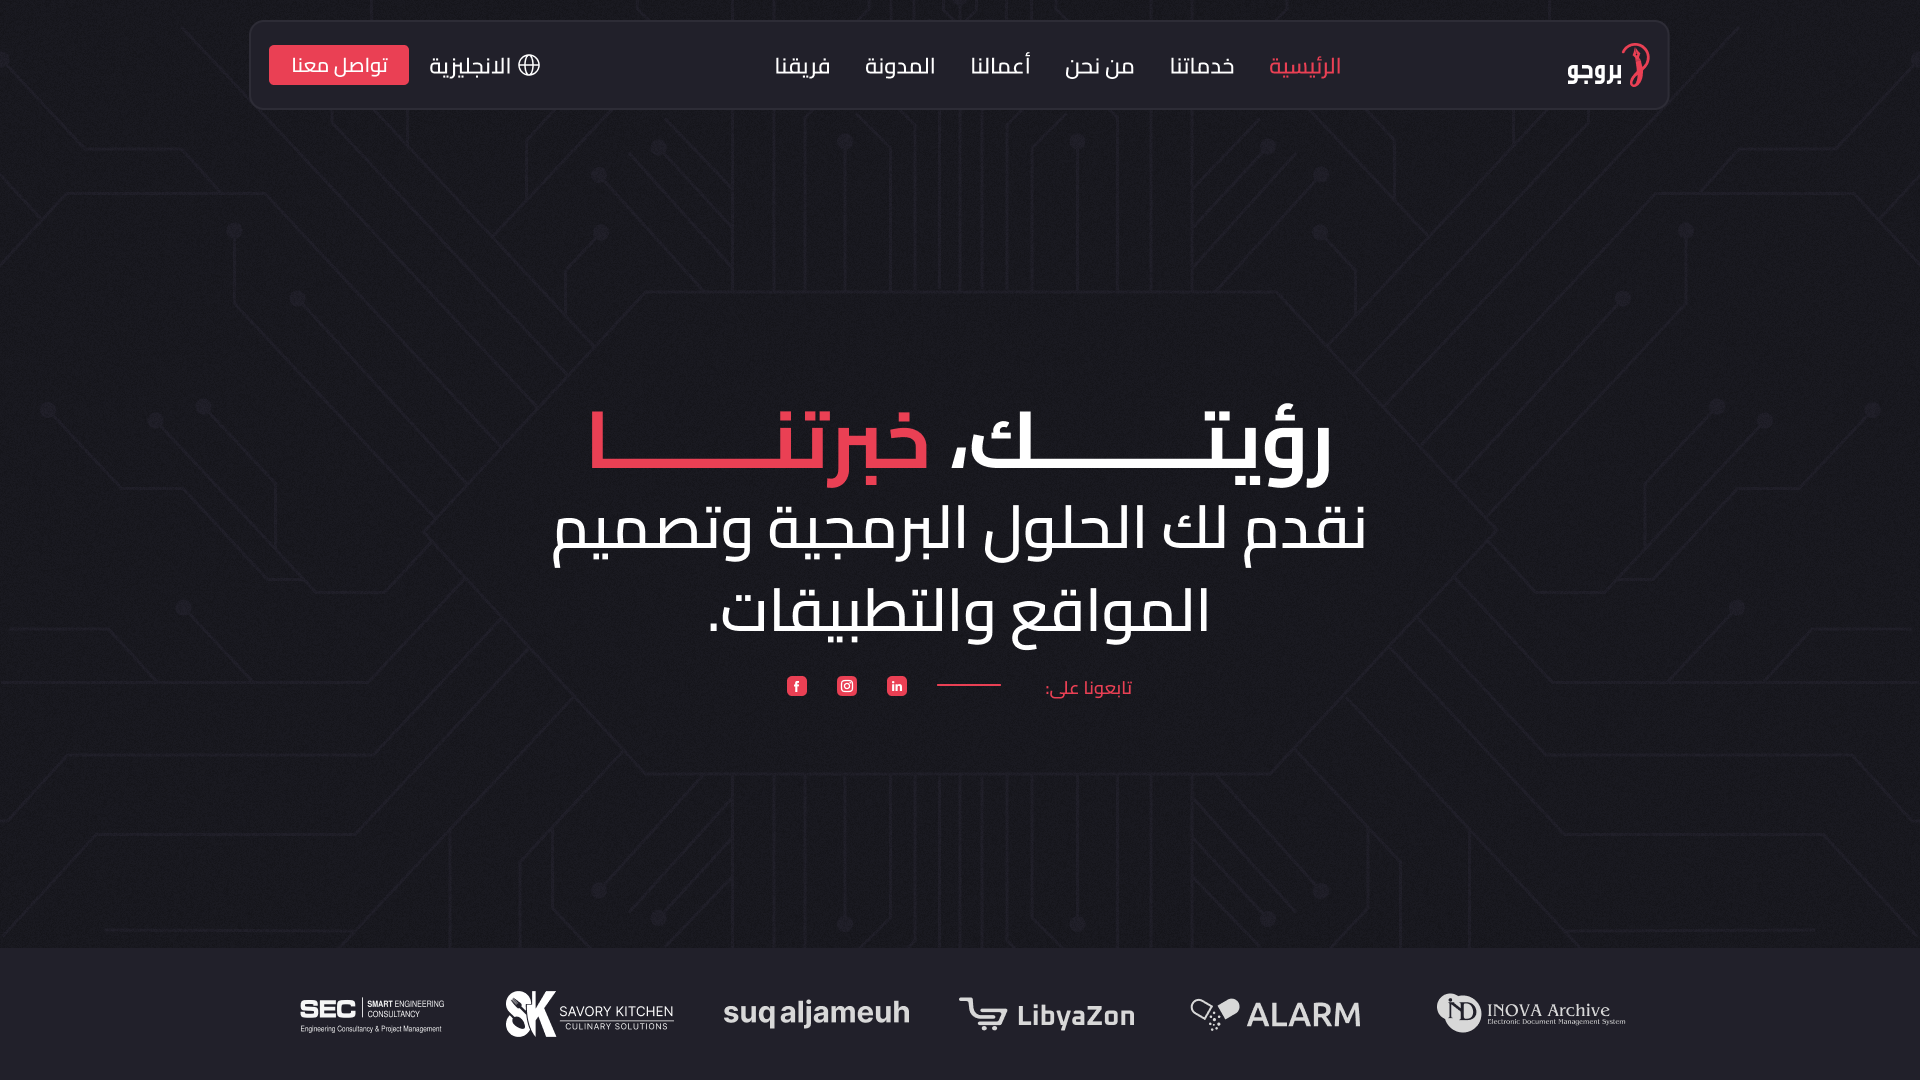 بروجو
الرئيسية
خدماتنا
من نحن
أعمالنا
المدونة
فريقنا
الانجليزية
تواصل معنا
رؤيتـــــــك، خبرتنـــــــا
نقدم لك الحلول البرمجية وتصميم
المواقع والتطبيقات.
تابعونا على:
INOVA Archive
Electronic Document Management System
ALARM
LibyaZon
suq aljameuh
SK
SAVORY KITCHEN
CULINARY SOLUTIONS
SEC
SMART ENGINEERING
CONSULTANCY
Engineering Consultancy & Project Management